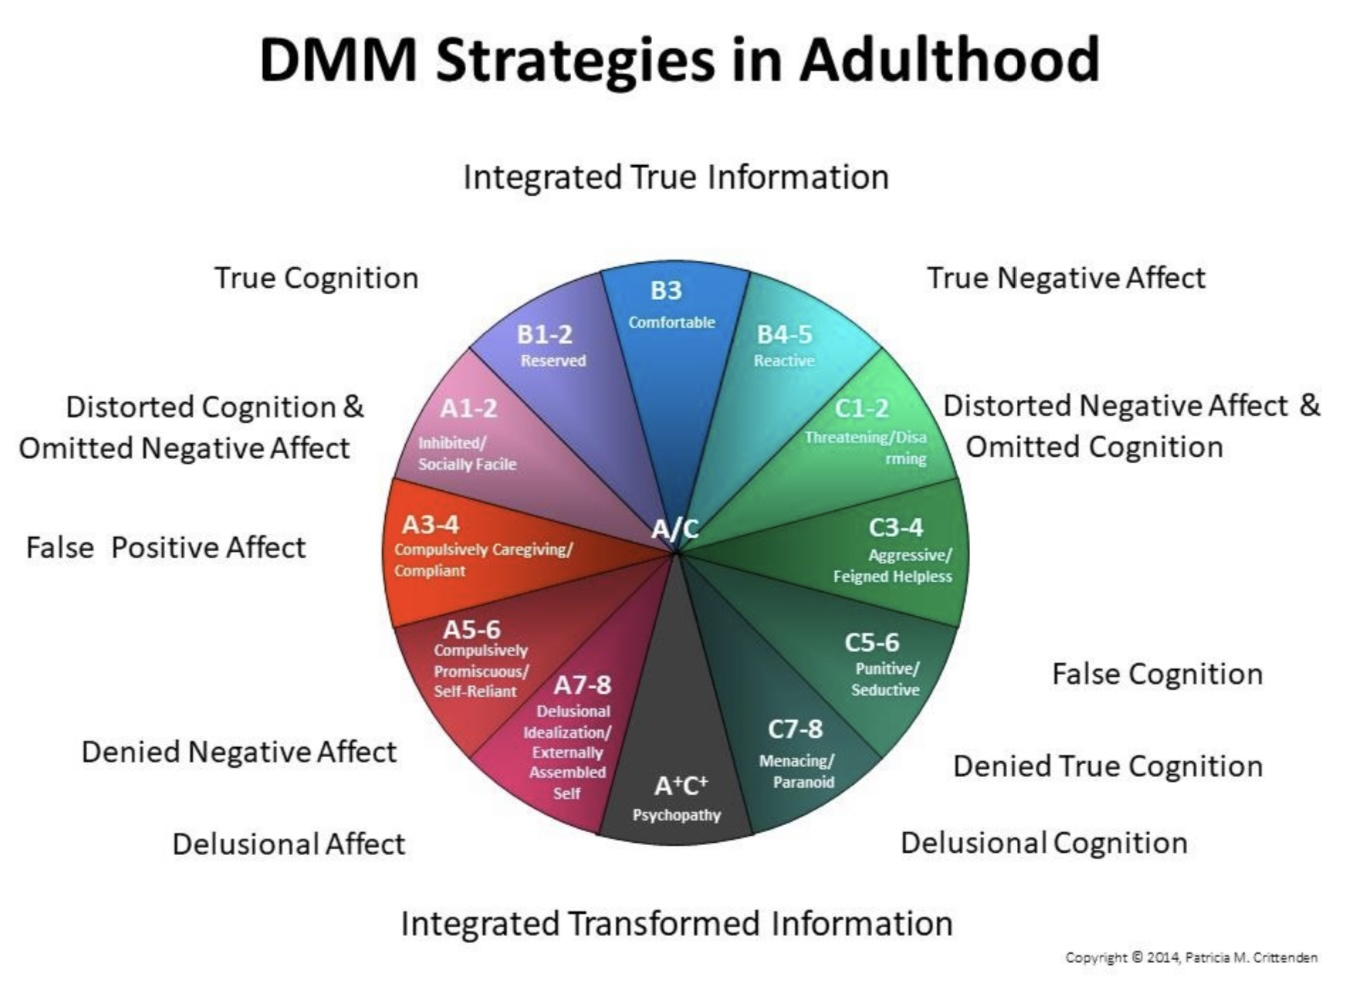 DMM Strategies in Adulthood
Integrated True Information
True Cognition
True Negative Affect
Distorted Cognition &
Omitted Negative Affect
Distorted Negative Affect &
Omitted Cognition
False Positive Affect
False Cognition
Denied Negative Affect
Denied True Cognition
Delusional Affect
Delusional Cognition
B3
Comfortable
B1-2
Reserved
B4-5
Reactive
A1-2
Inhibited/
Socially Facile
C1-2
Threatening/Disa
rming
A/C
A3-4
Compulsively Caregiving/
Compliant
C3-4
Aggressive/
Feigned Helpless
A5-6
Compulsively
Promiscuous/
Self-Reliant
C5-6
Punitive/
Seductive
A7-8
Delusional
Idealization/
Externally
Assembled
Self
C7-8
Menacing/
Paranoid
A⁺C⁺
Psychopathy
Integrated Transformed Information
Copyright © 2014, Patricia M. Crittenden